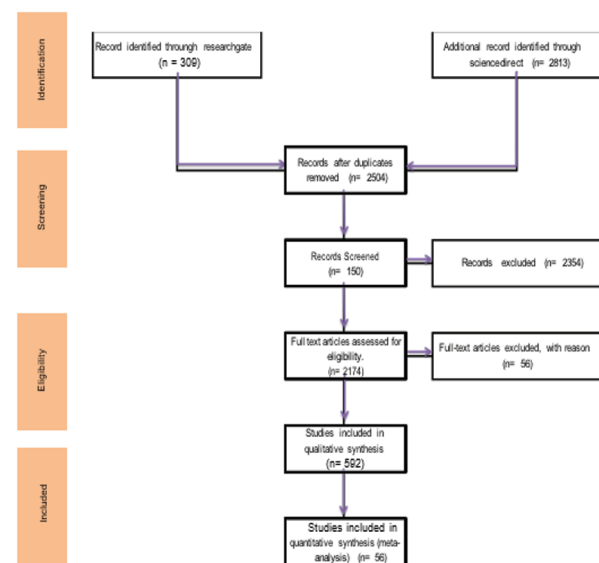 Identification
Record identified throungh researchgate
(n = 309)
Additional record identified through
sciencedirect (n= 2813)
Screening
Records after duplicates
removed (n= 2504)
Records Screened
(n= 150)
Records excluded (n= 2354)
Eligibility
Full text articles assessed for
eligibility.
(n= 2174)
Full-text articles excluded, with reason
(n= 56)
Studies included in
qualitative synthesis
(n= 592)
Included
Studies included in
quantitative synthesis (meta-
analysis) (n= 56)